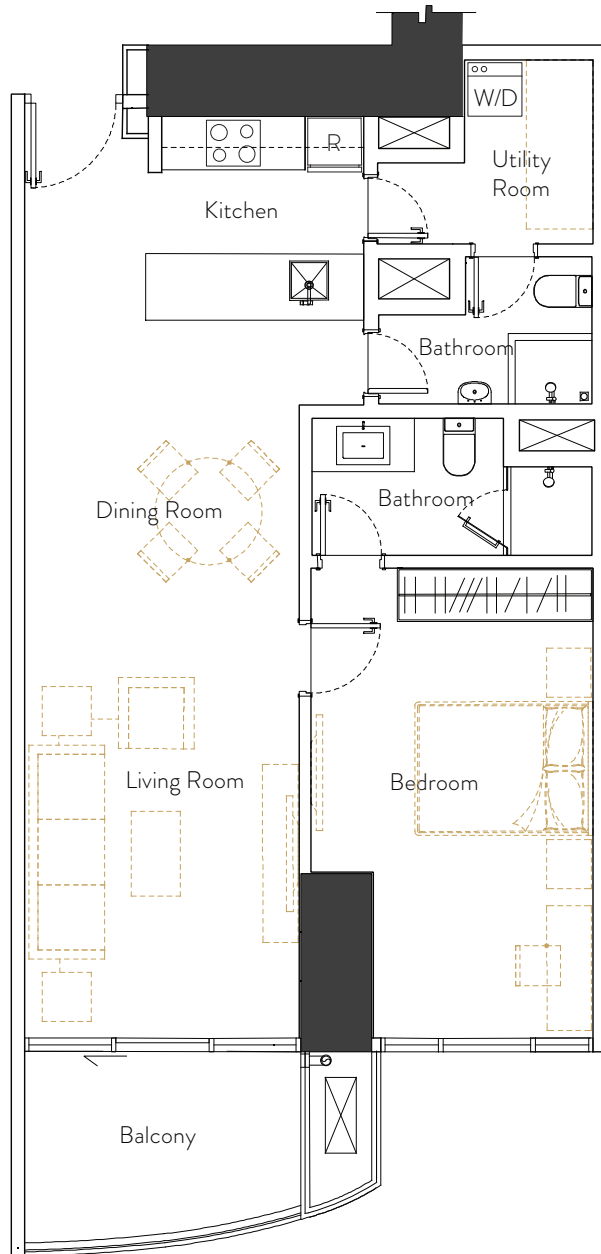 W/D
R
Utility
Room
Kitchen
Bathroom
Bathroom
Dining Room
Living Room
Bedroom
Balcony